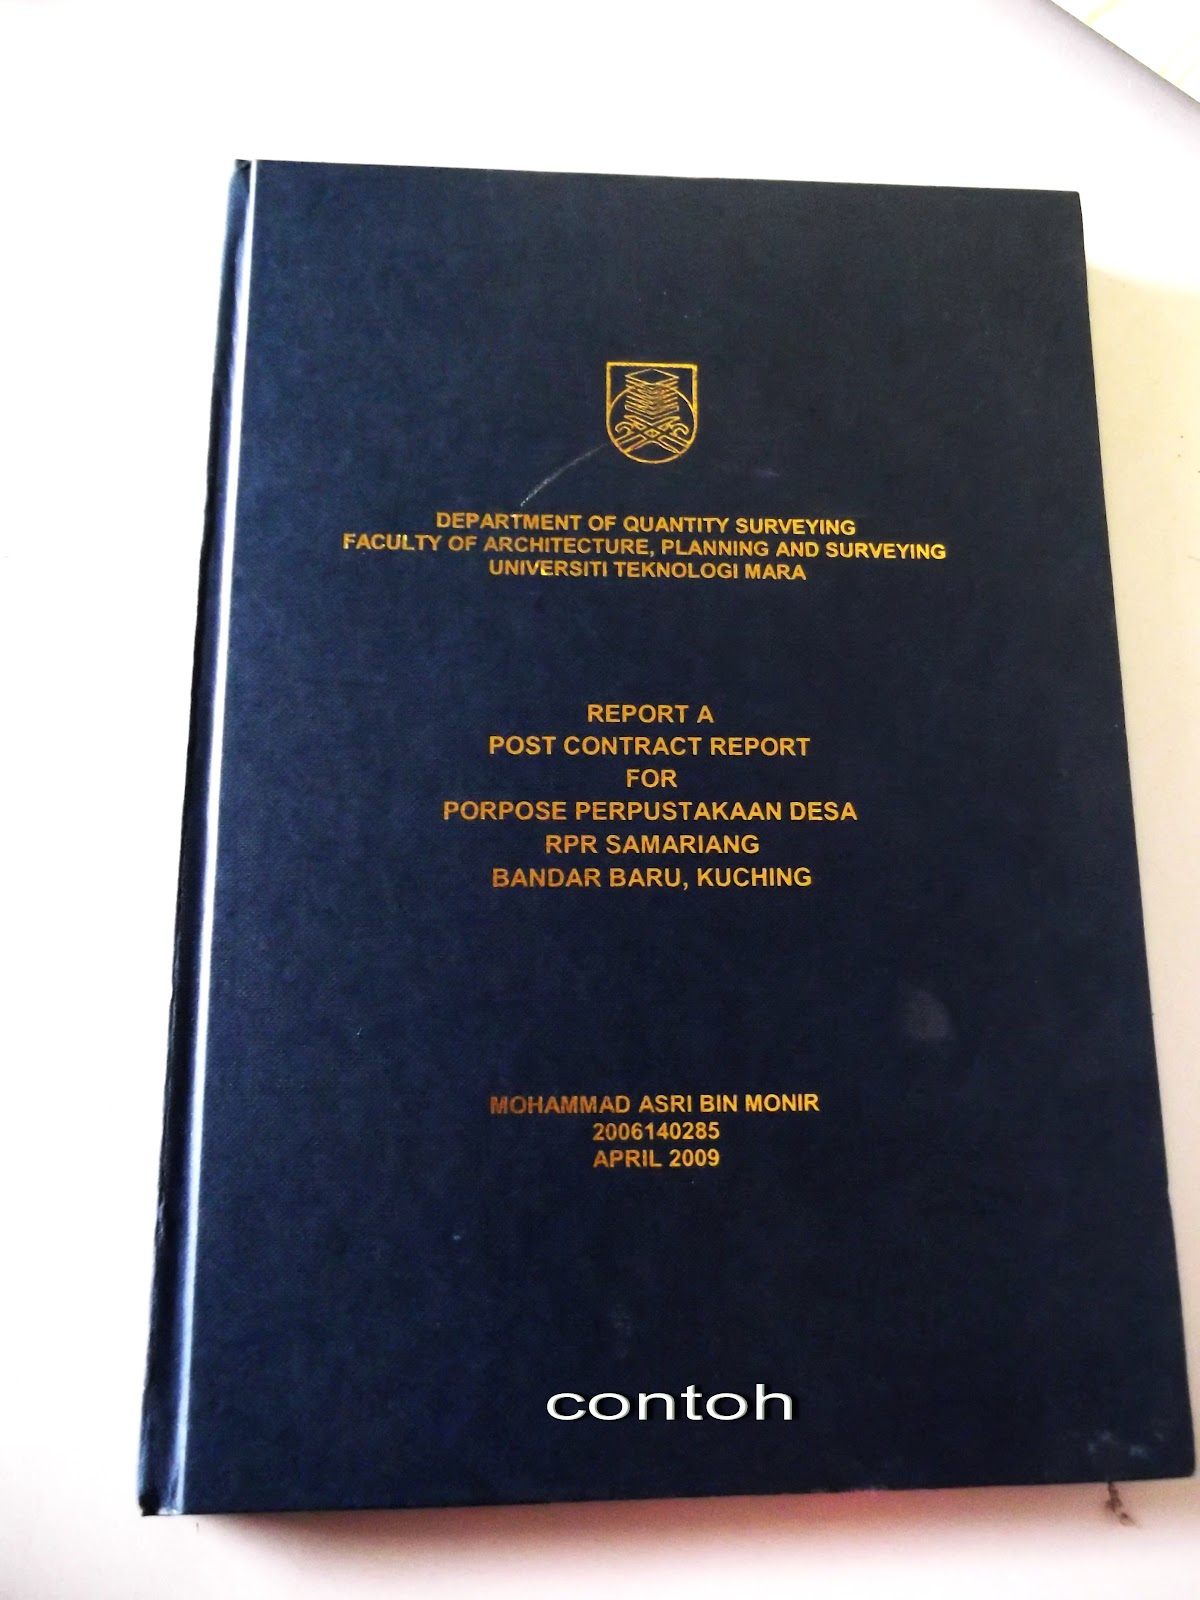 DEPARTMENT OF QUANTITY SURVEYING
FACULTY OF ARCHITECTURE, PLANNING AND SURVEYING
UNIVERSITI TEKNOLOGI MARA
REPORT A
POST CONTRACT REPORT
FOR
PORPOSE PERPUSTAKAAN DESA
RPR SAMARIANG
BANDAR BARU, KUCHING
MOHAMMAD ASRI BIN MONIR
2006140285
APRIL 2009
contoh